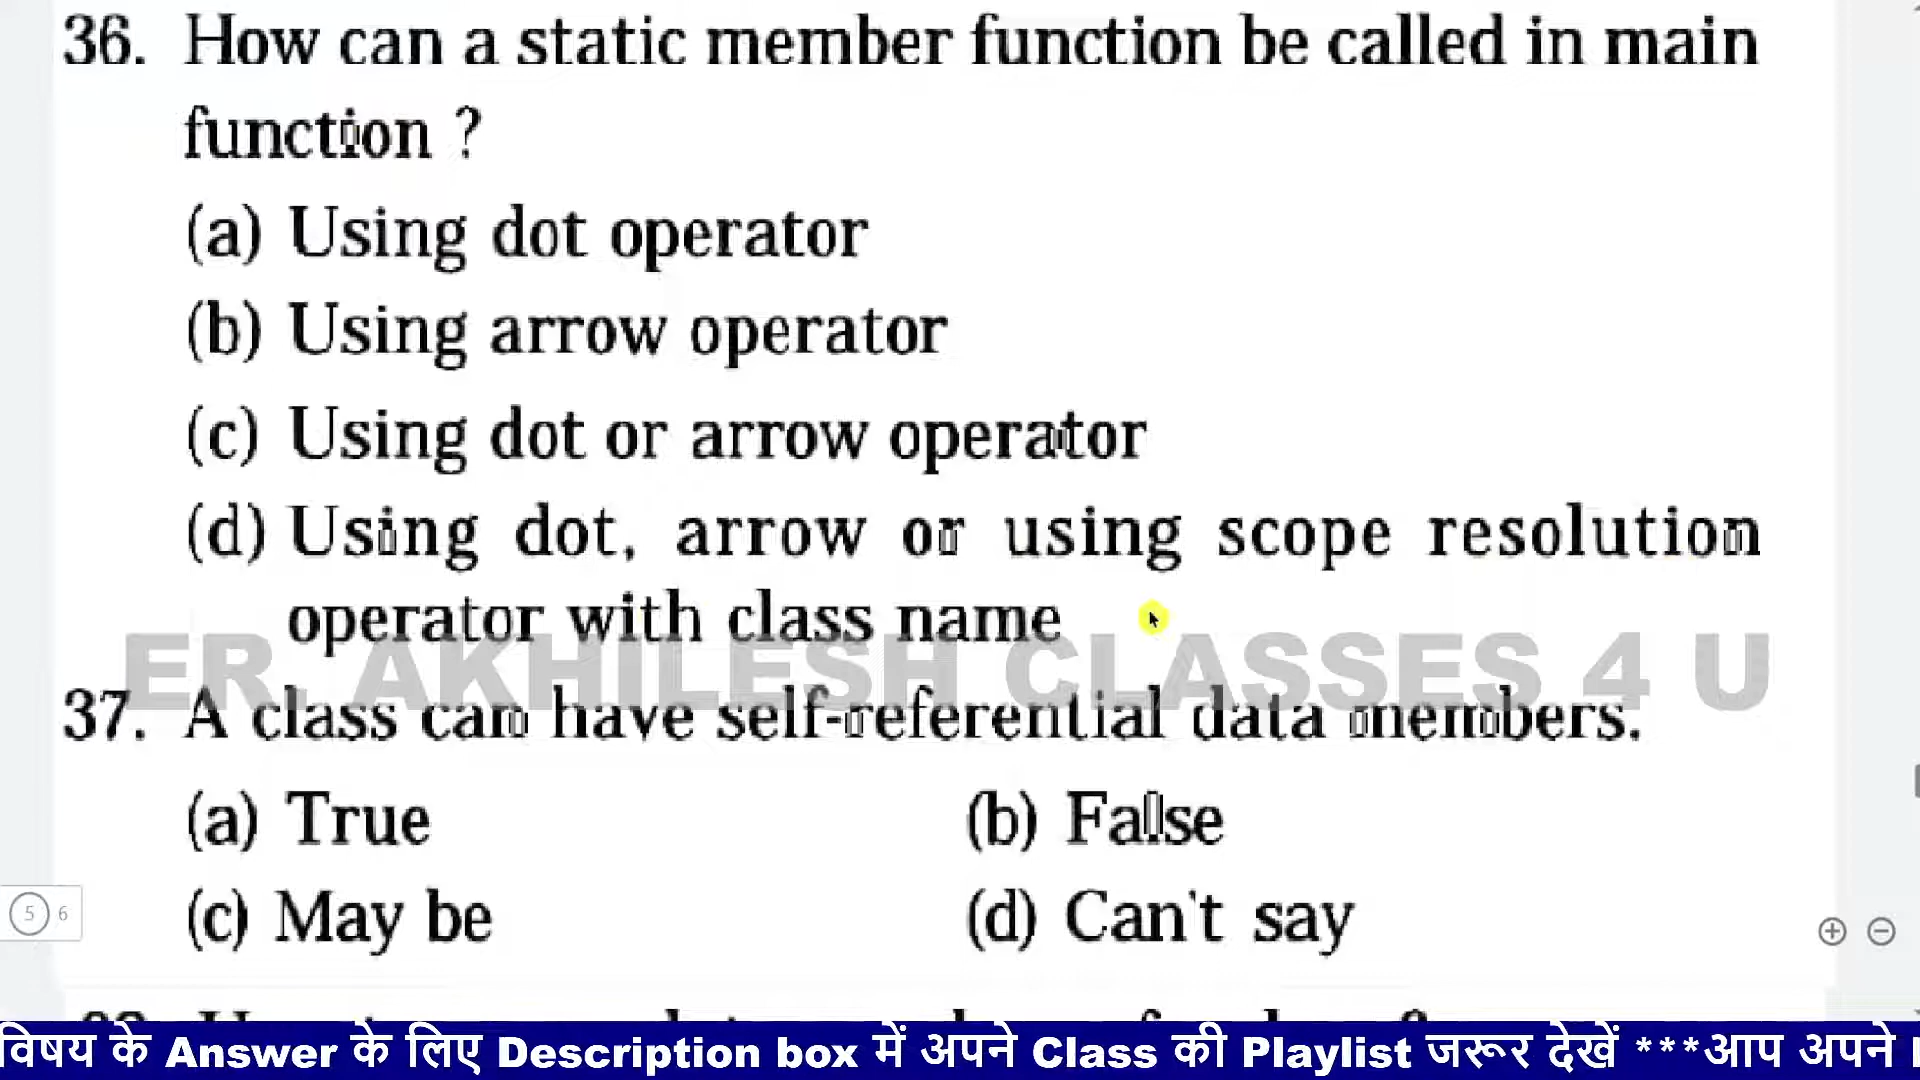 36. How can a static member function be called in main
function ?
(a) Using dot operator
(b) Using arrow operator
(c) Using dot or arrow operator
(d) Using dot, arrow or using scope resolution
operator with class name
ER. AKHILESH CLASSES 4 U
37. A class can have self-referential data members.
(a) True (b) False
(c) May be (d) Can't say
5 6
विषय के Answer के लिए Description box में अपने Class की Playlist जरूर देखें ***आप अपने